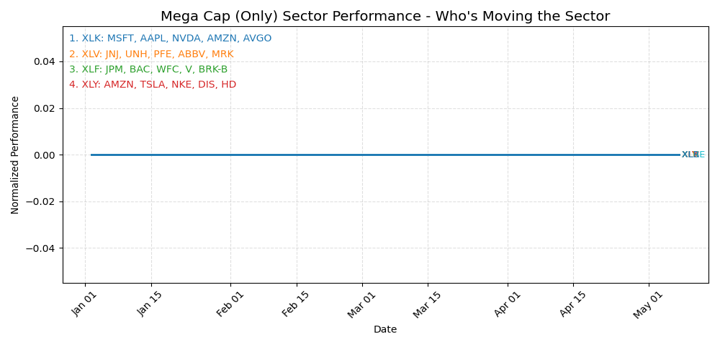 Mega Cap (Only) Sector Performance - Who's Moving the Sector
1. XLK: MSFT, AAPL, NVDA, AMZN, AVGO
2. XLV: JNJ, UNH, PFE, ABBV, MRK
3. XLF: JPM, BAC, WFC, V, BRK-B
4. XLY: AMZN, TSLA, NKE, DIS, HD
Normalized Performance
0.04
0.02
0.00
−0.02
−0.04
Jan 01
Jan 15
Feb 01
Feb 15
Mar 01
Mar 15
Apr 01
Apr 15
May 01
Date